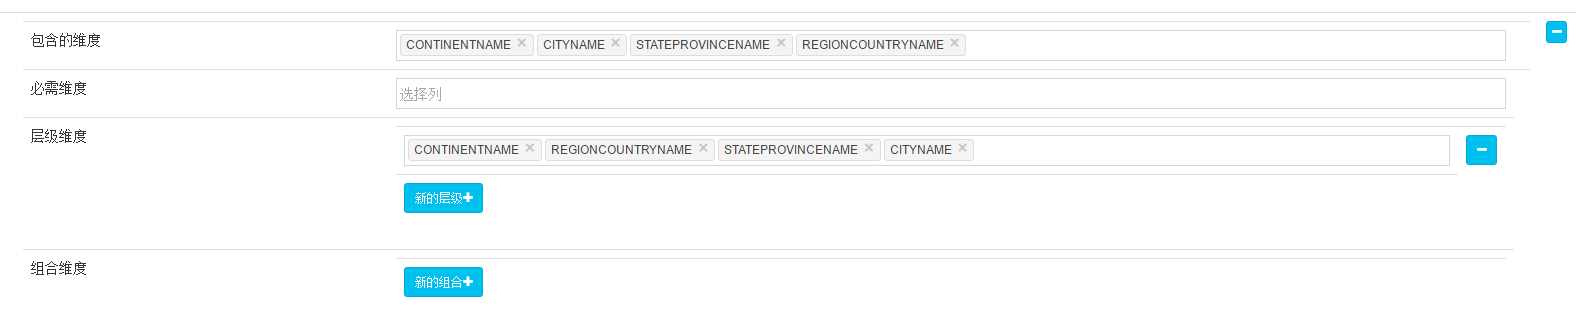 包含的维度
CONTINENTNAME × CITYNAME × STATEPROVINCENAME × REGIONCOUNTRYNAME ×
必需维度
选择列
层级维度
CONTINENTNAME × REGIONCOUNTRYNAME × STATEPROVINCENAME × CITYNAME ×
新的层级+
组合维度
新的组合+